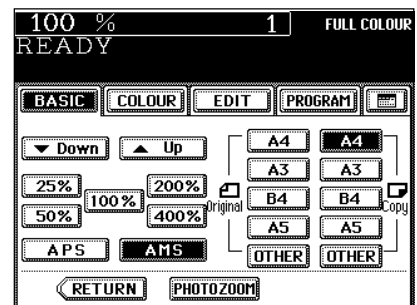 100 % 1 FULL COLOUR
READY
BASIC COLOUR EDIT PROGRAM
Down Up A4 A4
A3 A3
25% 200%
100% Original B4 B4 Copy
50% 400%
A5 A5
APS AMS OTHER OTHER
RETURN PHOTOZOOM